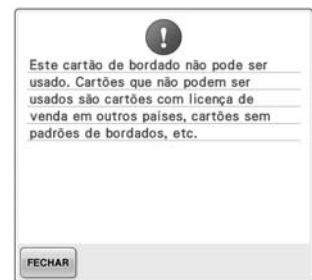 Este cartão de bordado não pode ser
usado. Cartões que não podem ser
usados são cartões com licença de
venda em outros países, cartões sem
padrões de bordados, etc.
FECHAR